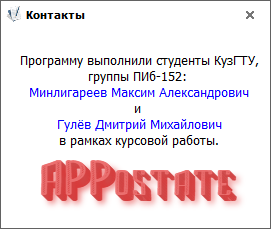 Контакты
Программу выполнили студенты КузГТУ,
группы ПИб-152:
Минлигареев Максим Александрович
и
Гулёв Дмитрий Михайлович
в рамках курсовой работы.
APPostate